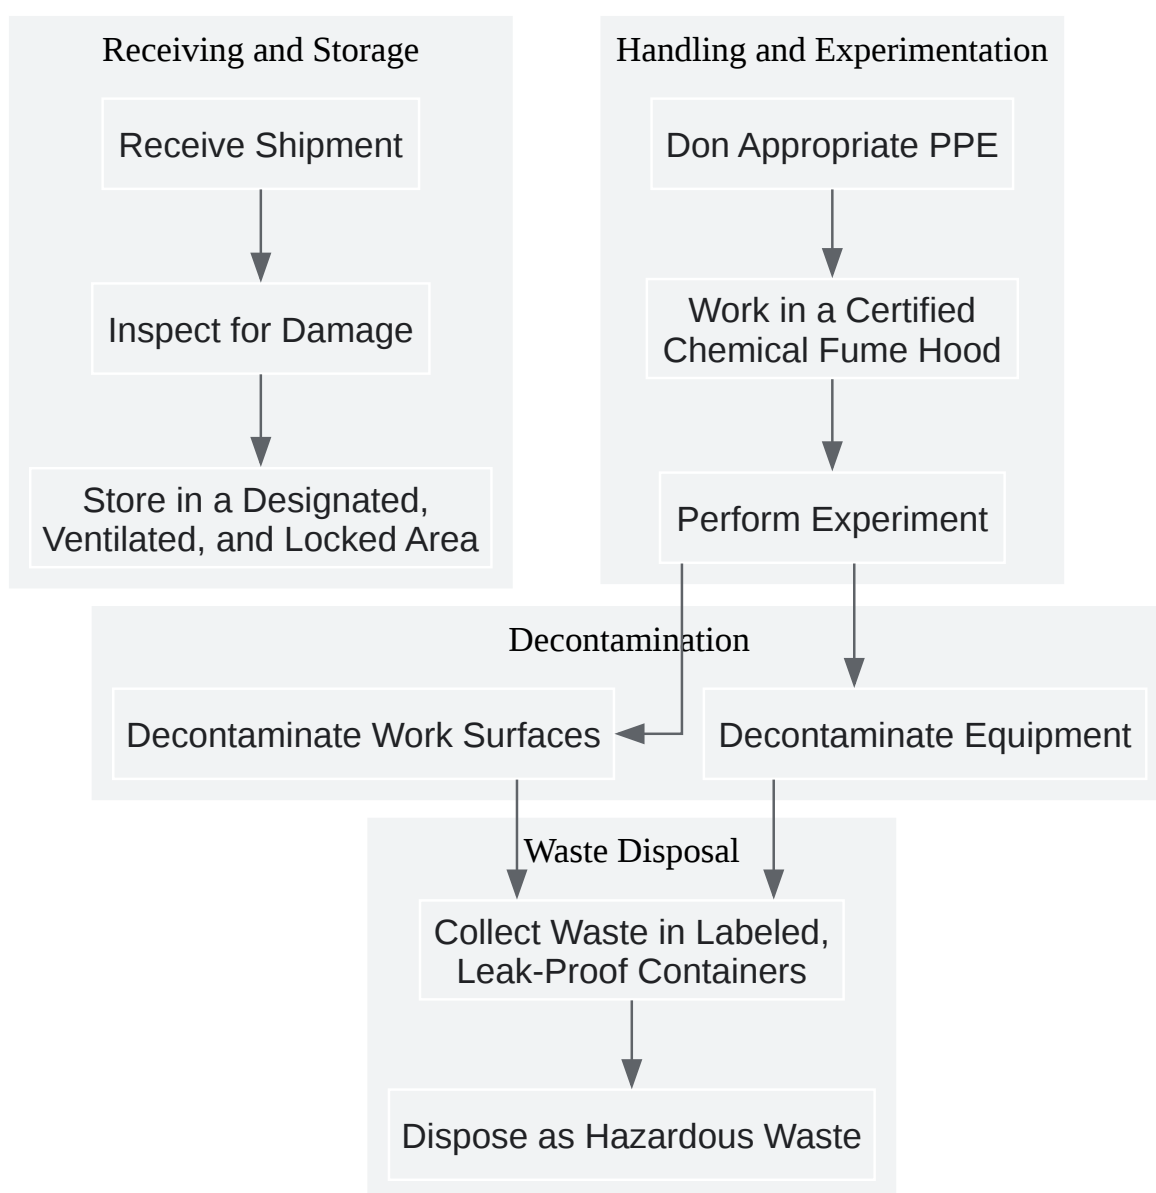 Receiving and Storage
Receive Shipment
Inspect for Damage
Store in a Designated,
Ventilated, and Locked Area
Handling and Experimentation
Don Appropriate PPE
Work in a Certified
Chemical Fume Hood
Perform Experiment
Decontamination
Decontaminate Work Surfaces
Decontaminate Equipment
Waste Disposal
Collect Waste in Labeled,
Leak-Proof Containers
Dispose as Hazardous Waste